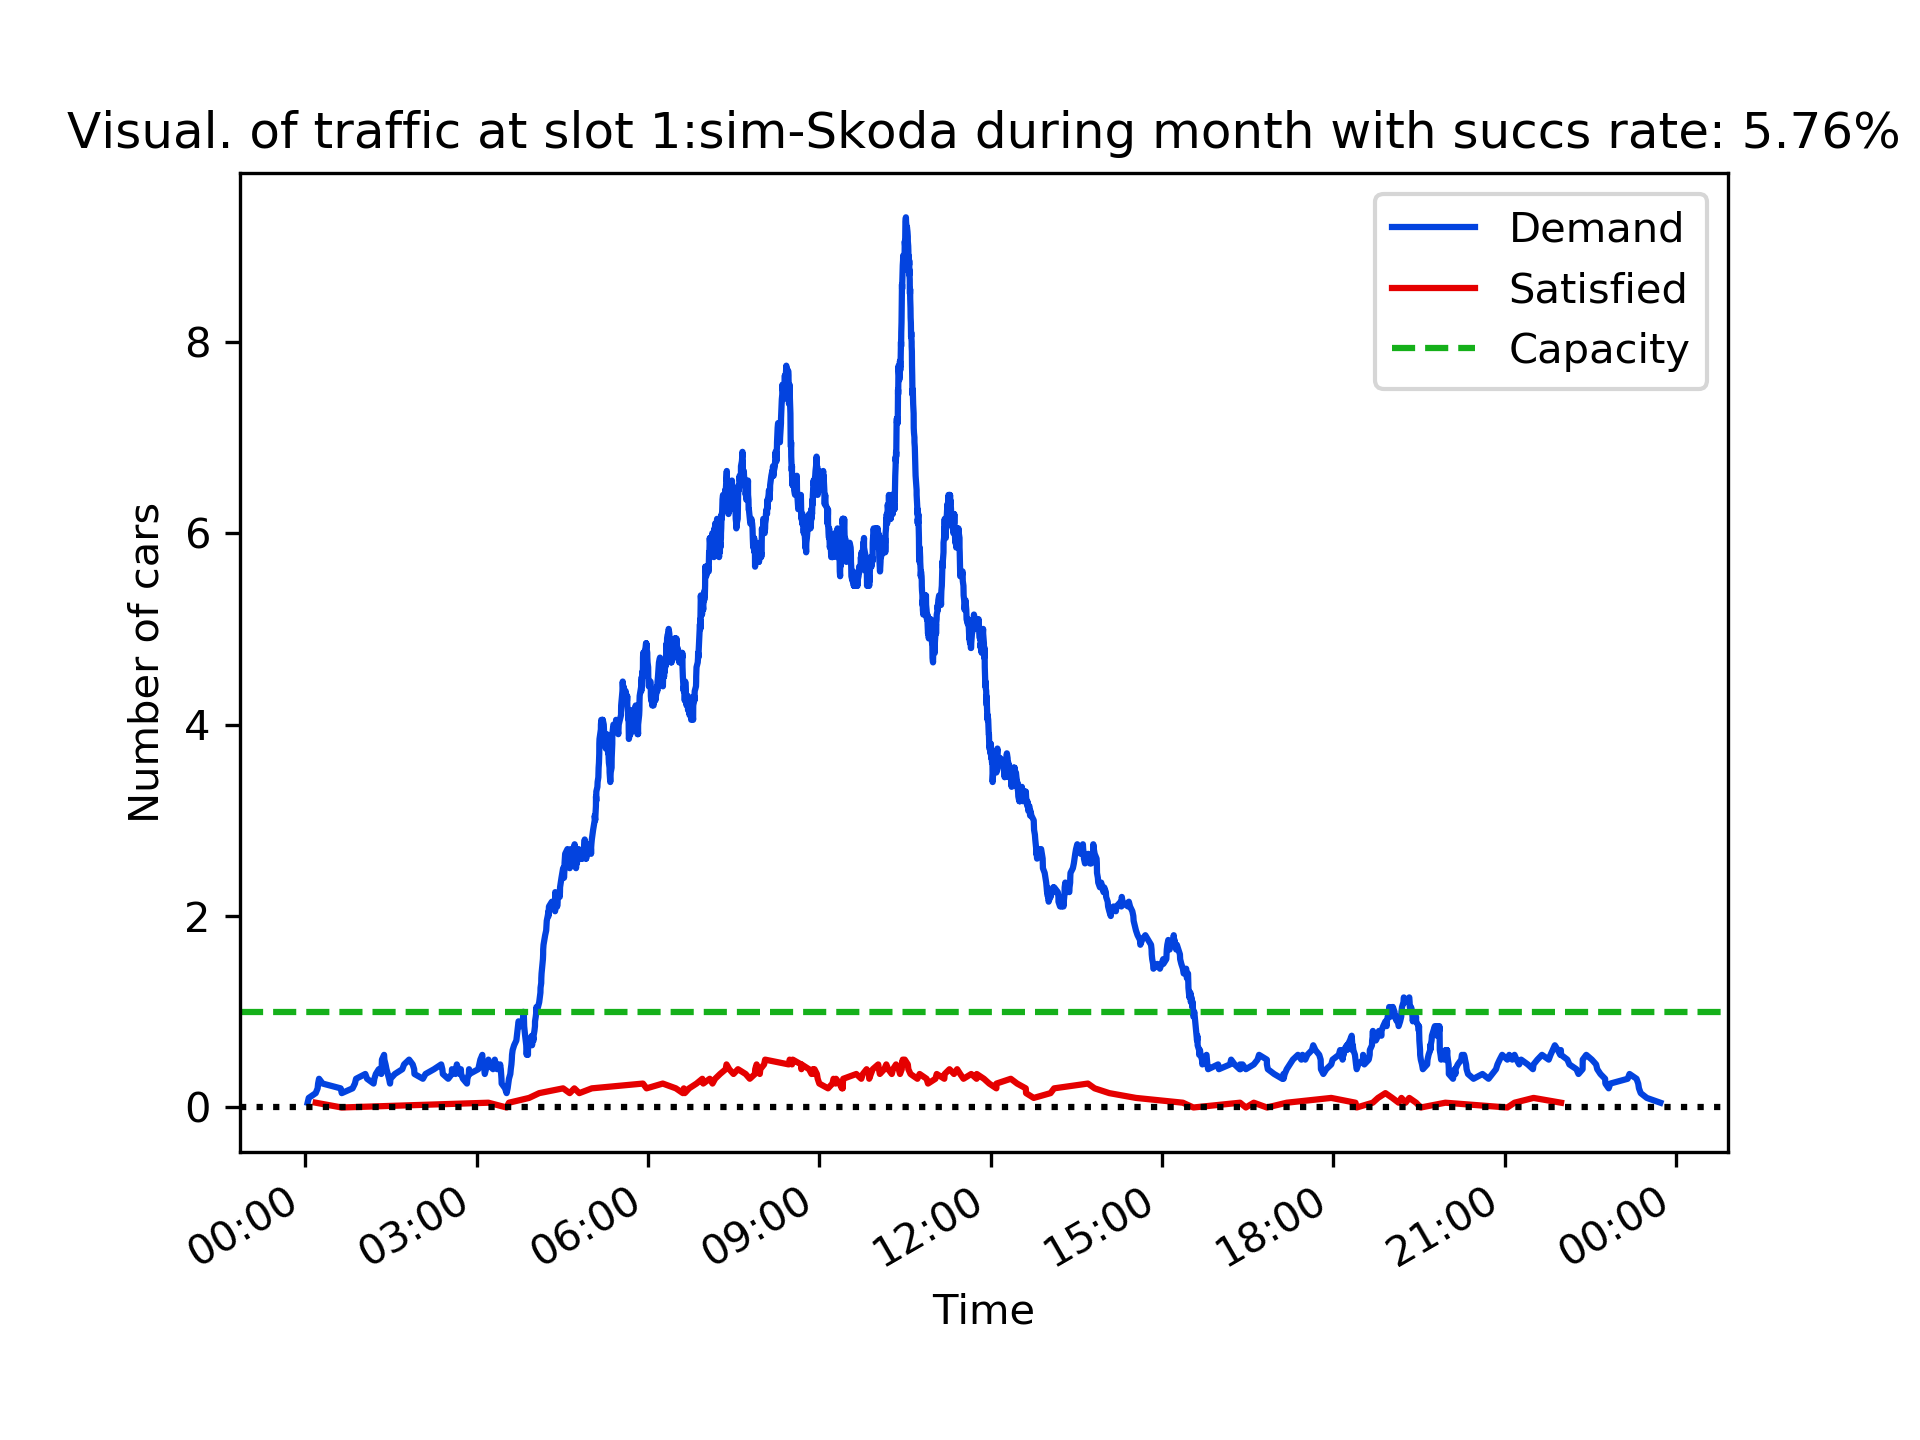 Visual. of traffic at slot 1:sim-Skoda during month with succs rate: 5.76%
Demand
Satisfied
Capacity
8
6
4
2
0
Number of cars
00:00
03:00
06:00
09:00
12:00
15:00
18:00
21:00
00:00
Time